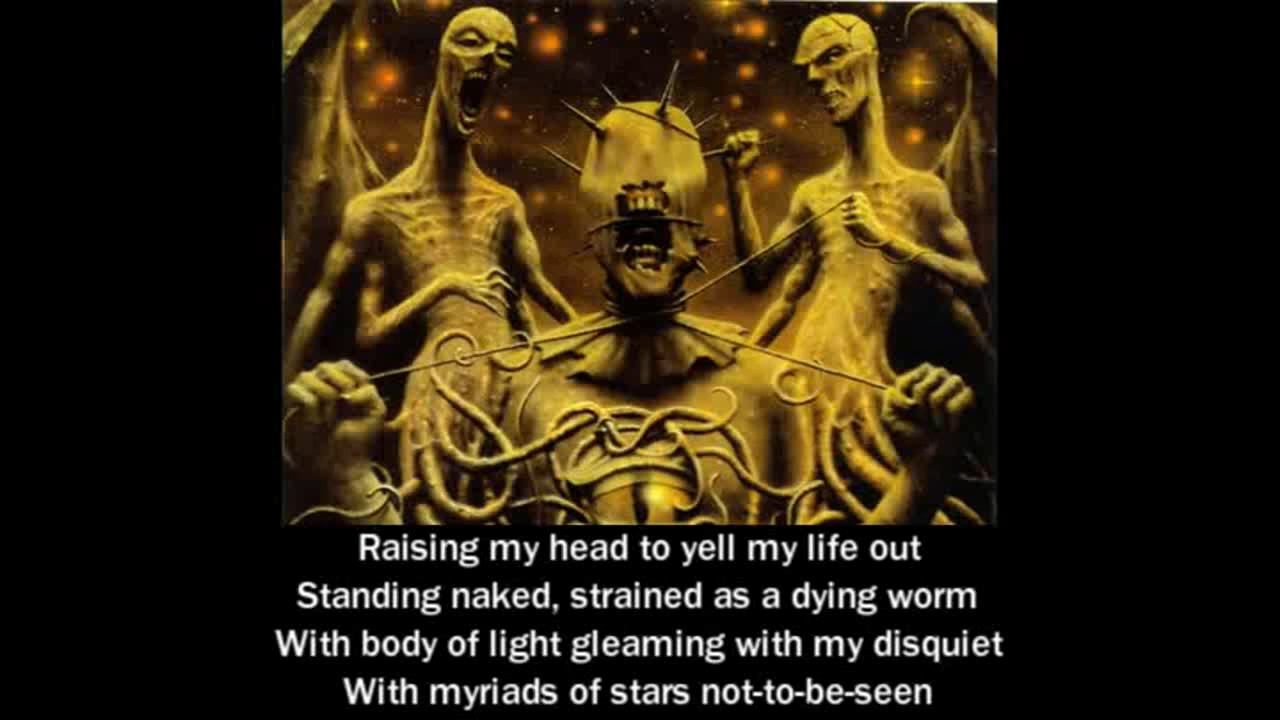 Raising my head to yell my life out
Standing naked, strained as a dying worm
With body of light gleaming with my disquiet
With myriads of stars not-to-be-seen